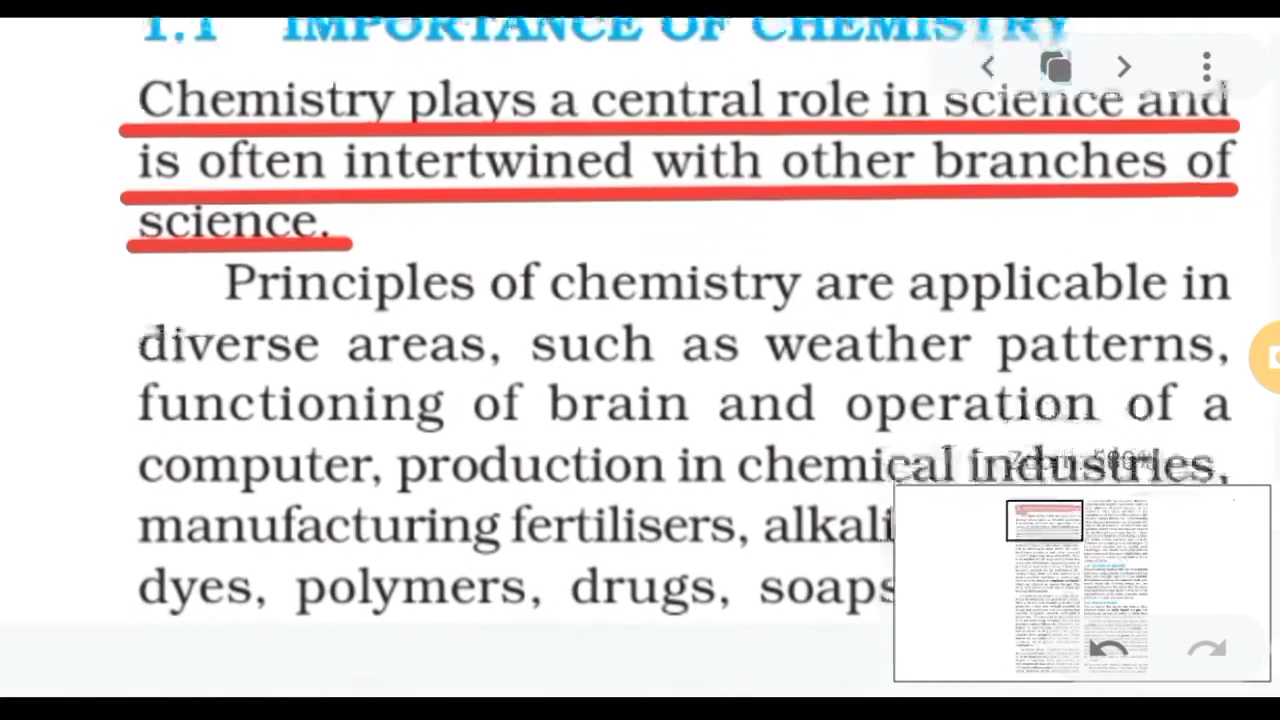 1.1 IMPORTANCE OF CHEMISTRY
Chemistry plays a central role in science and
is often intertwined with other branches of
science.
Principles of chemistry are applicable in
diverse areas, such as weather patterns,
functioning of brain and operation of a
computer, production in chemical industries,
manufacturing fertilisers,
dyes, polymers, drugs, soaps